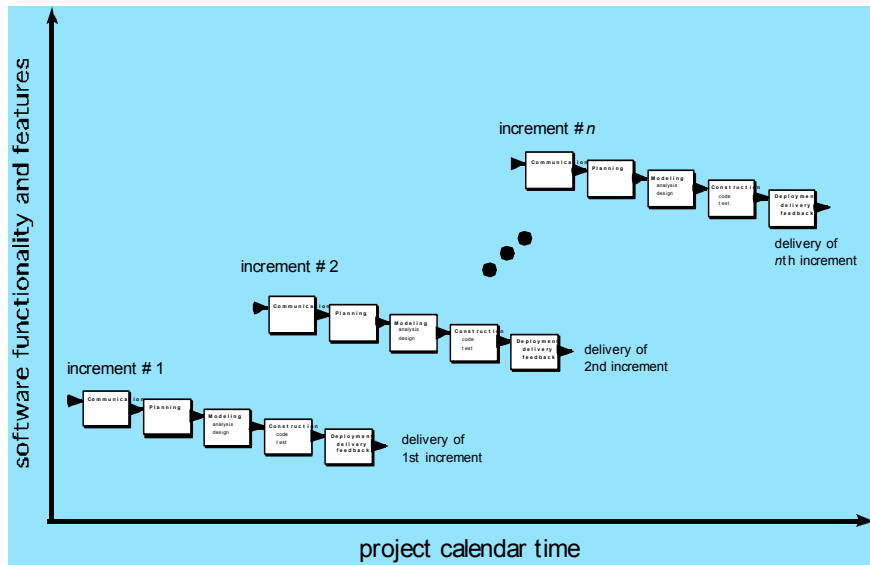 software functionality and features
increment # n
Communication
Planning
Modeling
analysis
design
Construction
code
test
Deployment
delivery
feedback
delivery of
nth increment
increment # 2
Communication
Planning
Modeling
analysis
design
Construction
code
test
Deployment
delivery
feedback
delivery of
2nd increment
increment # 1
Communication
Planning
Modeling
analysis
design
Construction
code
test
Deployment
delivery
feedback
delivery of
1st increment
project calendar time